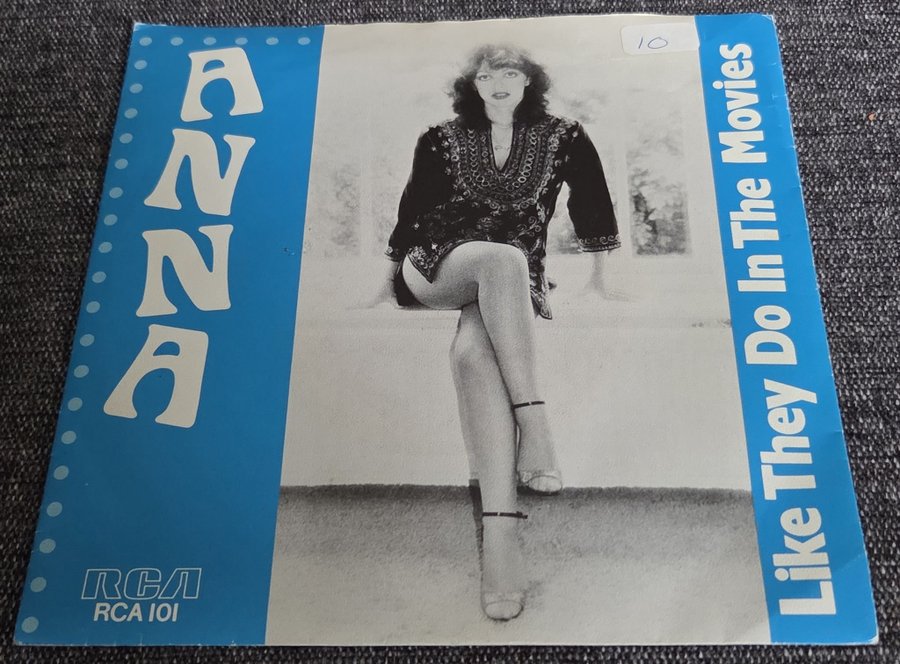 ANNA
10
Like They Do In The Movies
RCA
RCA 101